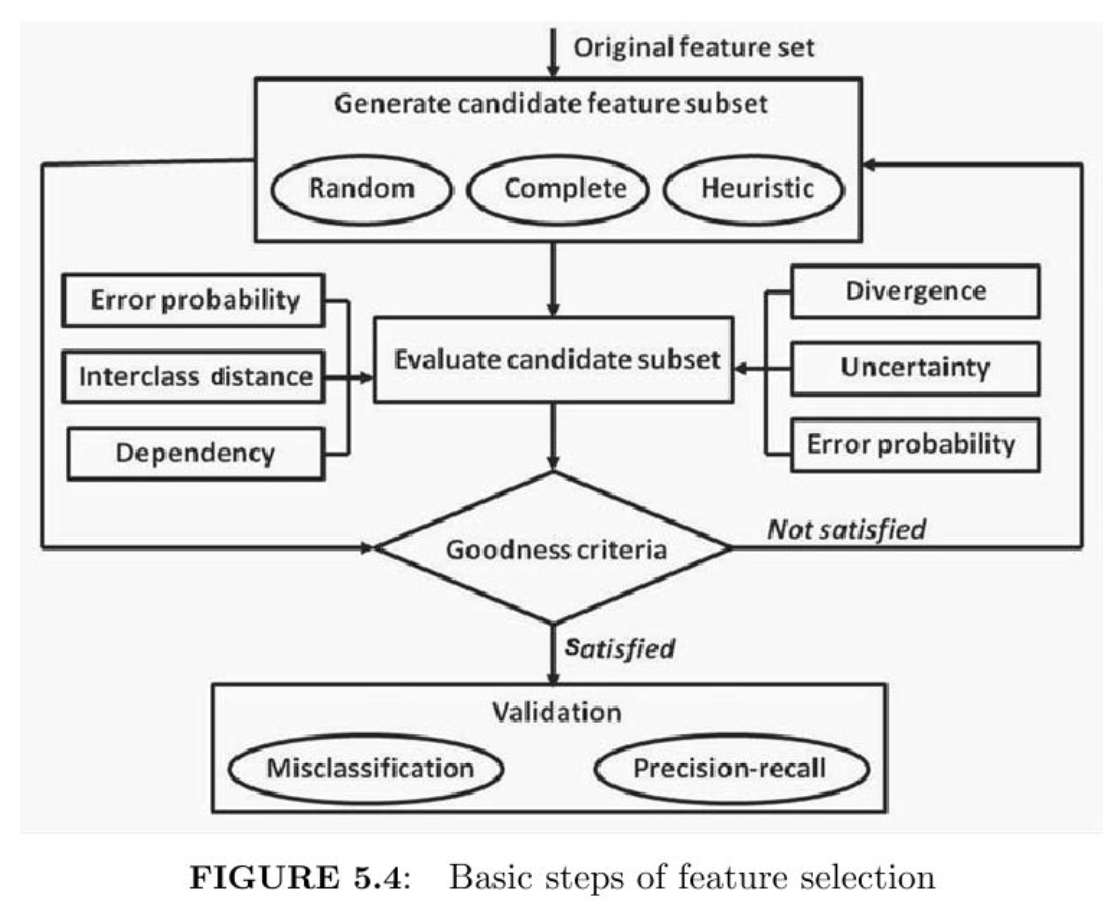 Original feature set
Generate candidate feature subset
Random
Complete
Heuristic
Error probability
Interclass distance
Dependency
Evaluate candidate subset
Divergence
Uncertainty
Error probability
Goodness criteria
Not satisfied
Satisfied
Validation
Misclassification
Precision-recall
FIGURE 5.4: Basic steps of feature selection